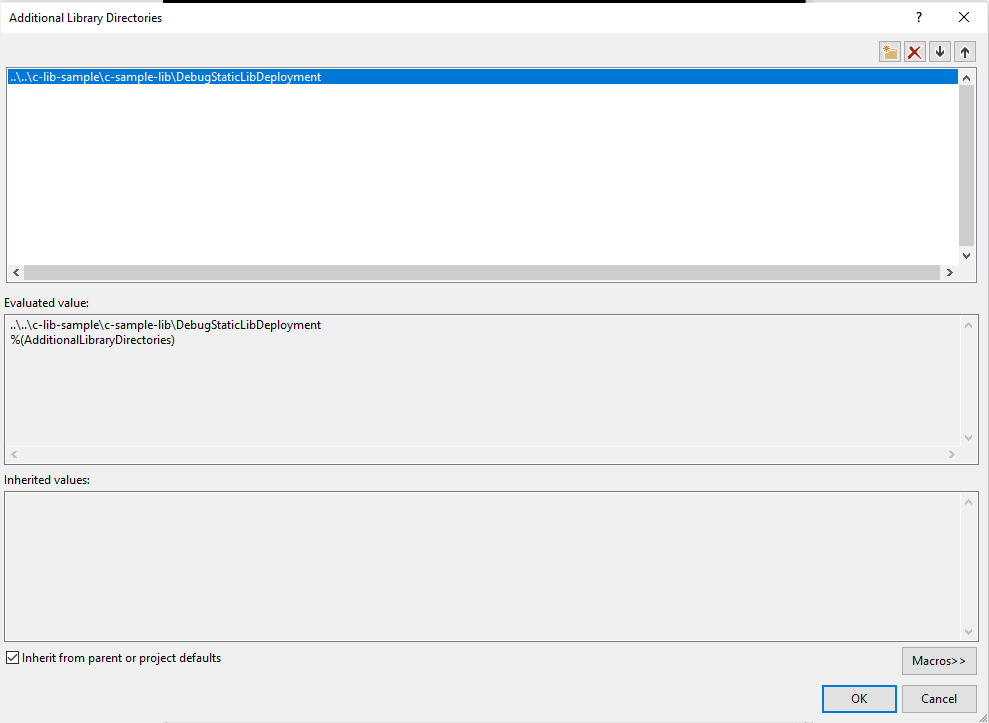 Additional Library Directories
?
..\..\c-lib-sample\c-sample-lib\DebugStaticLibDeployment
Evaluated value:
..\..\c-lib-sample\c-sample-lib\DebugStaticLibDeployment
%(AdditionalLibraryDirectories)
Inherited values:
Inherit from parent or project defaults
Macros>>
OK
Cancel